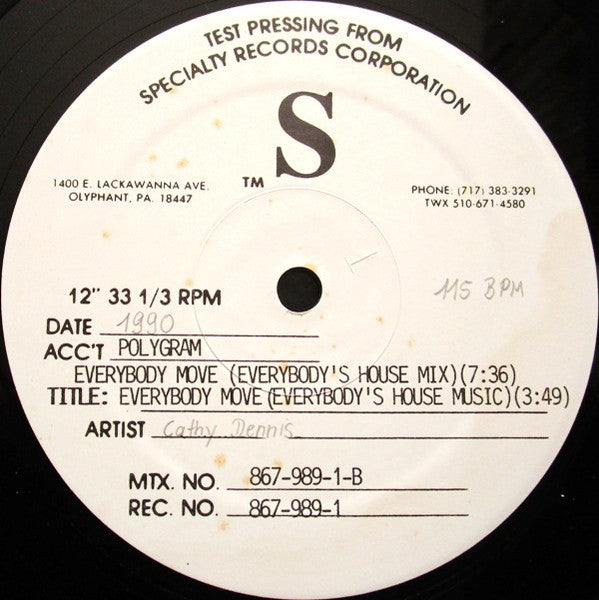 TEST PRESSING FROM
SPECIALTY RECORDS CORPORATION
S
TM
1400 E. LACKAWANNA AVE.
OLYPHANT, PA. 18447
PHONE: (717) 383-3291
TWX 510-671-4580
12" 33 1/3 RPM
115 BPM
DATE 1990
ACC'T POLYGRAM
EVERYBODY MOVE (EVERYBODY'S HOUSE MIX)(7:36)
TITLE: EVERYBODY MOVE(EVERYBODY'S HOUSE MUSIC)(3:49)
ARTIST Cathy Dennis
MTX. NO. 867-989-1-B
REC. NO. 867-989-1